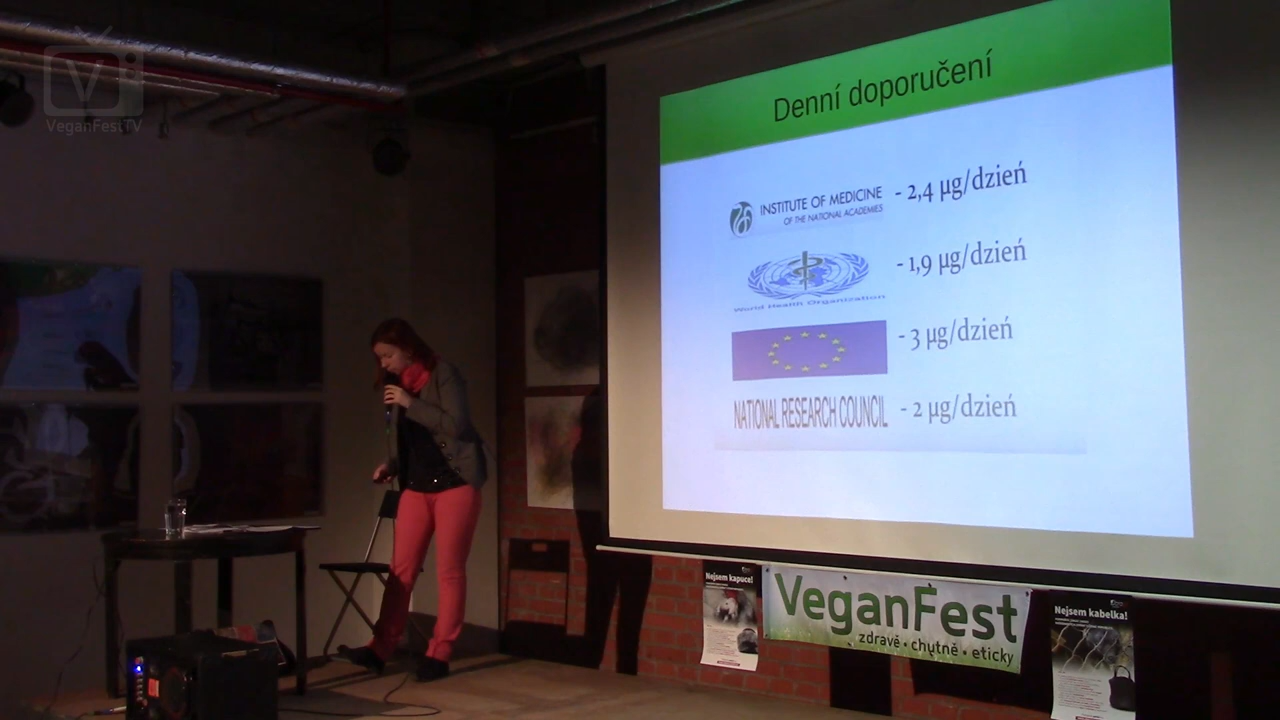 VeganFestTV
Denní doporučení
INSTITUTE OF MEDICINE
OF THE NATIONAL ACADEMIES
- 2,4 µg/dzień
World Health Organization
- 1,9 µg/dzień
- 3 µg/dzień
NATIONAL RESEARCH COUNCIL
- 2 µg/dzień
Nejsem kapuce!
VeganFest
zdravě • chutně • eticky
Nejsem kabelka!